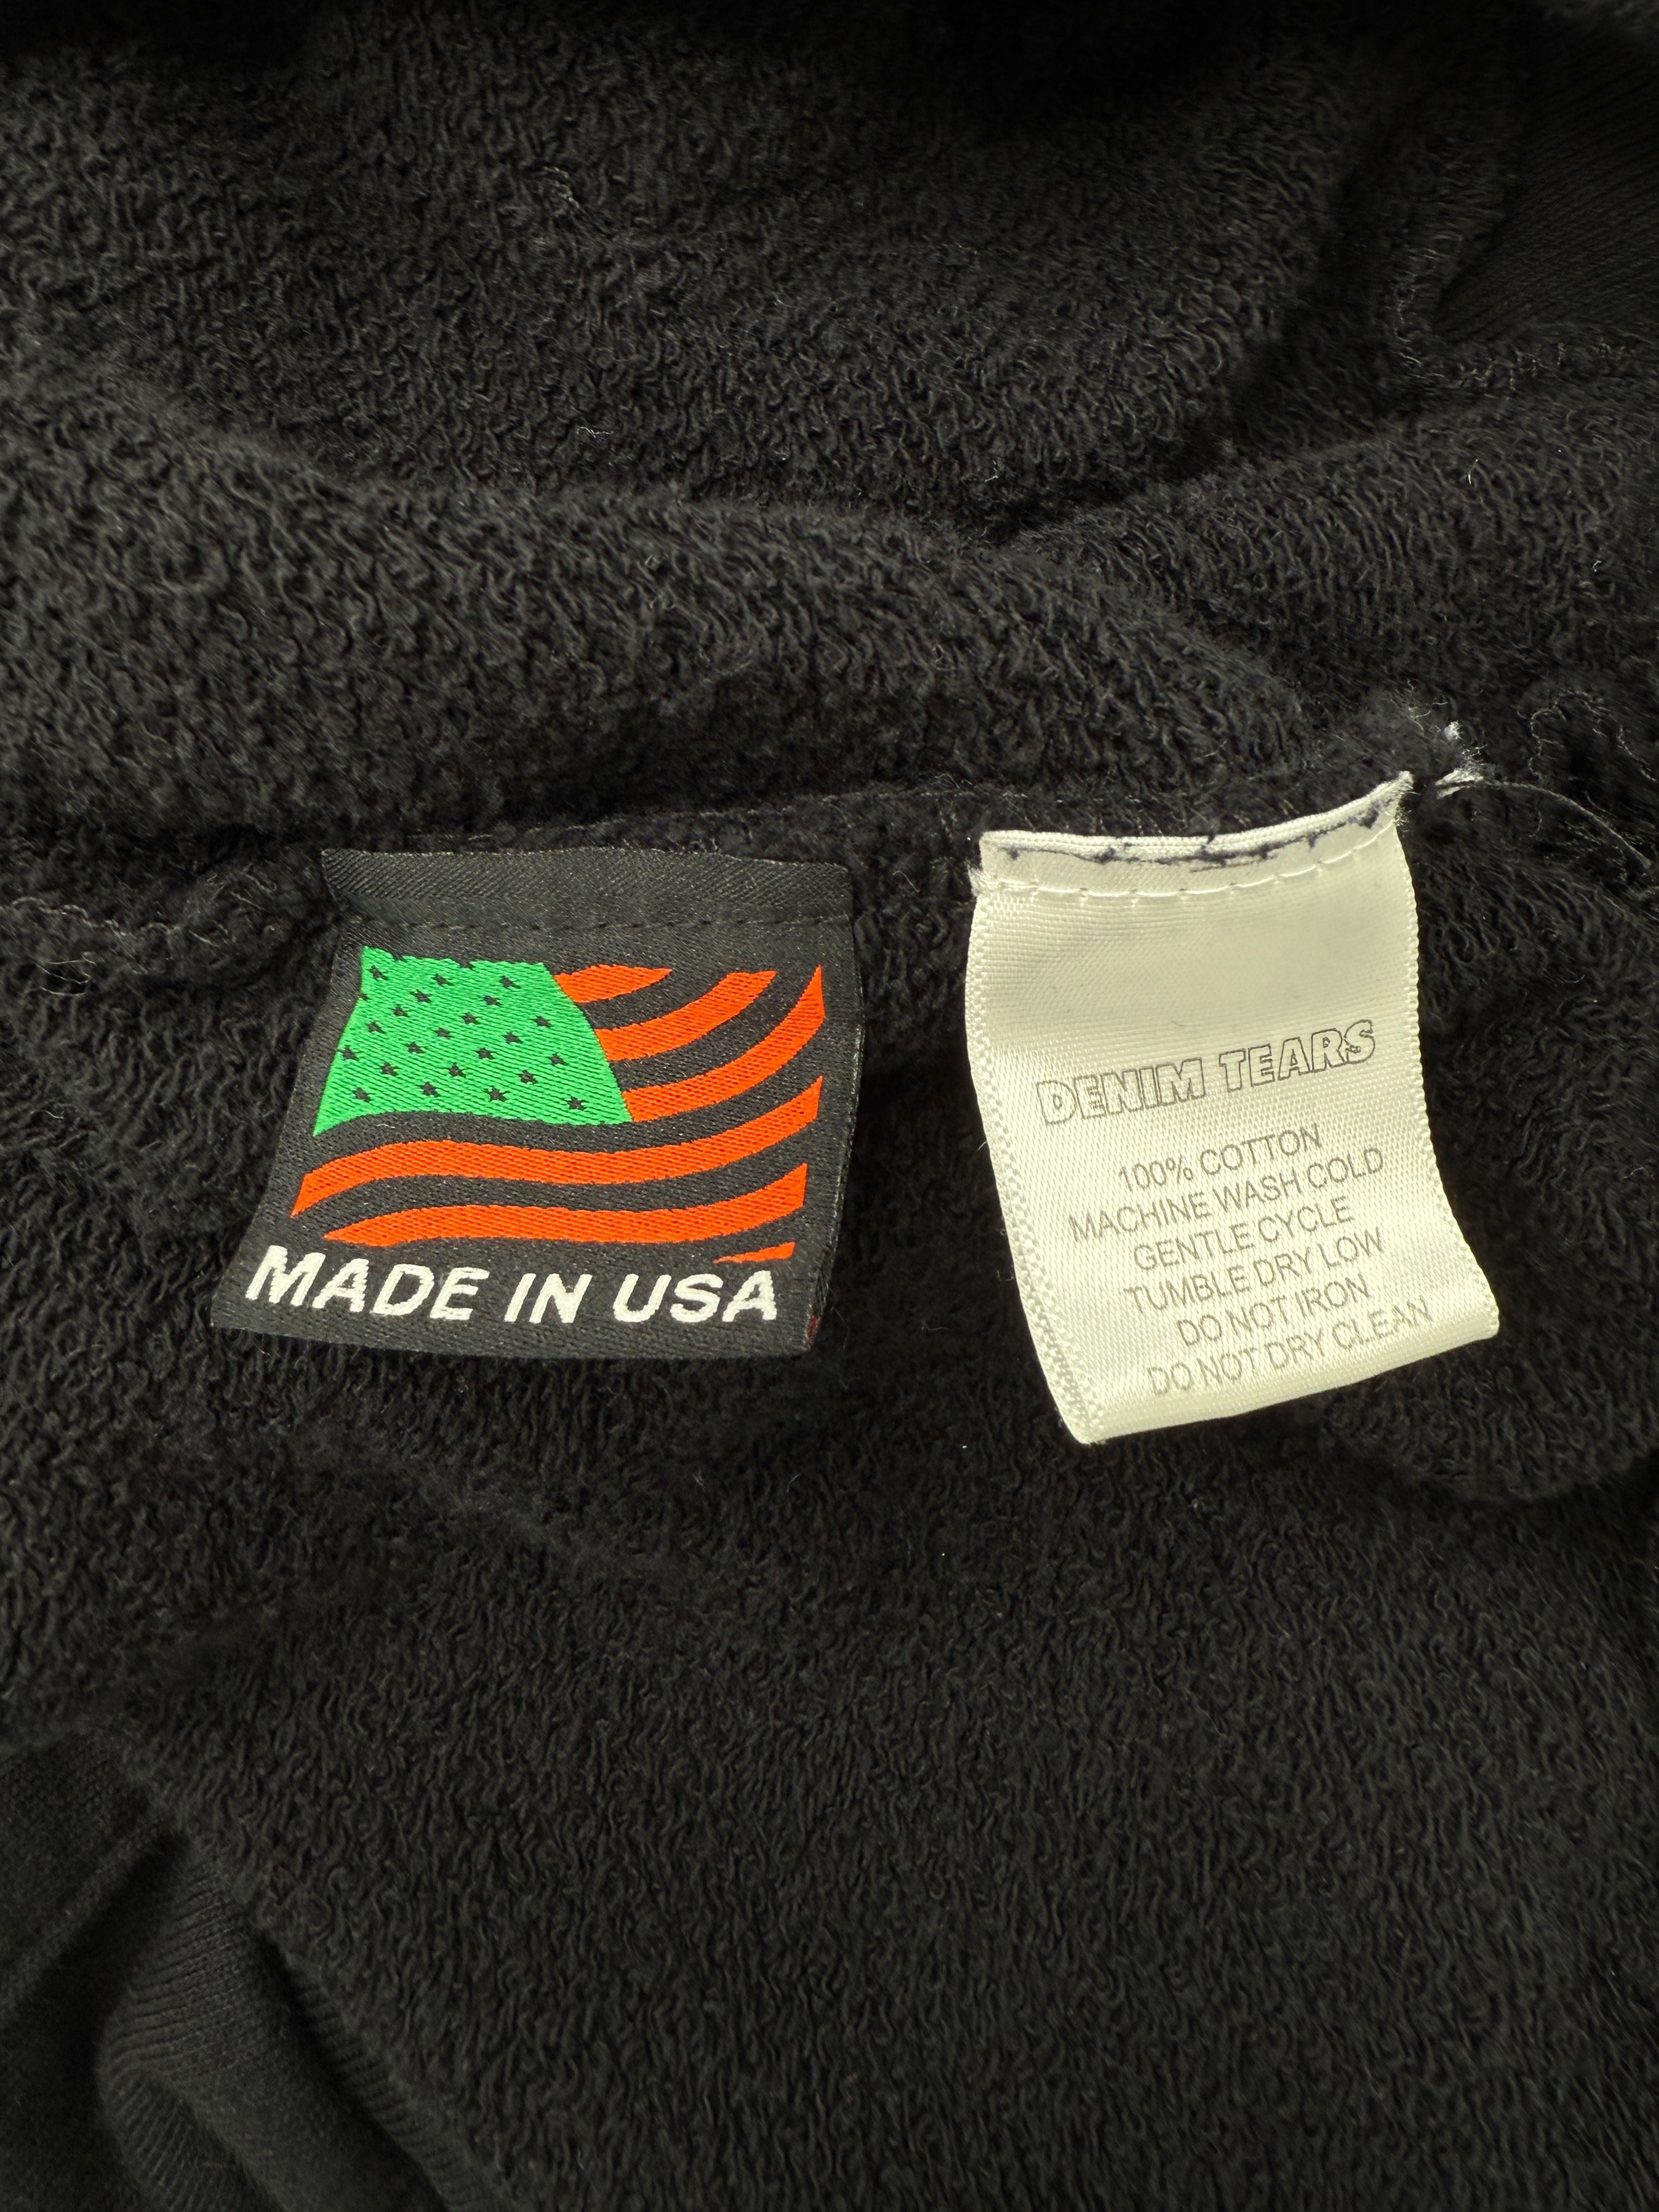 MADE IN USA
DENIM TEARS
100% COTTON
MACHINE WASH COLD
GENTLE CYCLE
TUMBLE DRY LOW
DO NOT IRON
DO NOT DRY CLEAN